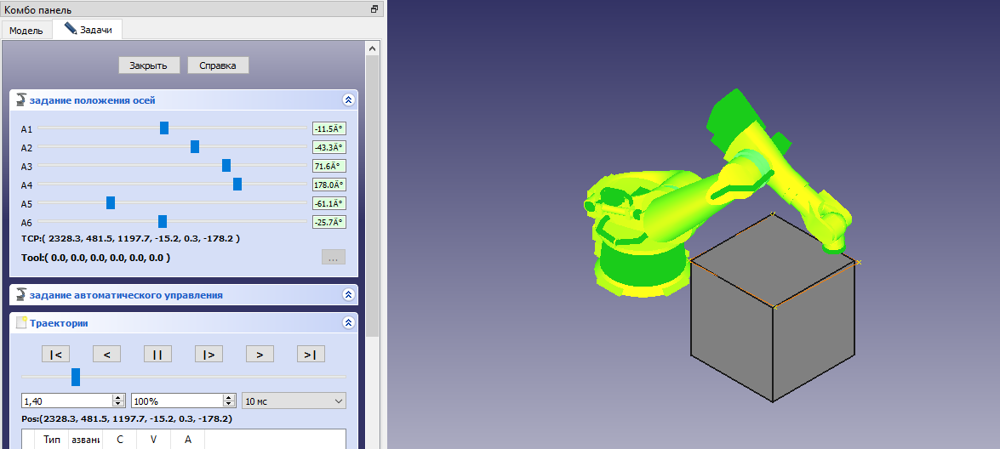 Комбо панель
Модель Задачи
Закрыть Справка
задание положения осей
A1 -11.5Â°
A2 -43.3Â°
A3 71.6Â°
A4 178.0Â°
A5 -61.1Â°
A6 -25.7Â°
TCP:( 2328.3, 481.5, 1197.7, -15.2, 0.3, -178.2 )
Tool:( 0.0, 0.0, 0.0, 0.0, 0.0, 0.0 ) ...
задание автоматического управления
Траектории
|< < || |> > >|
1,40 100% 10 мс
Pos:(2328.3, 481.5, 1197.7, -15.2, 0.3, -178.2)
Тип азвани C V A